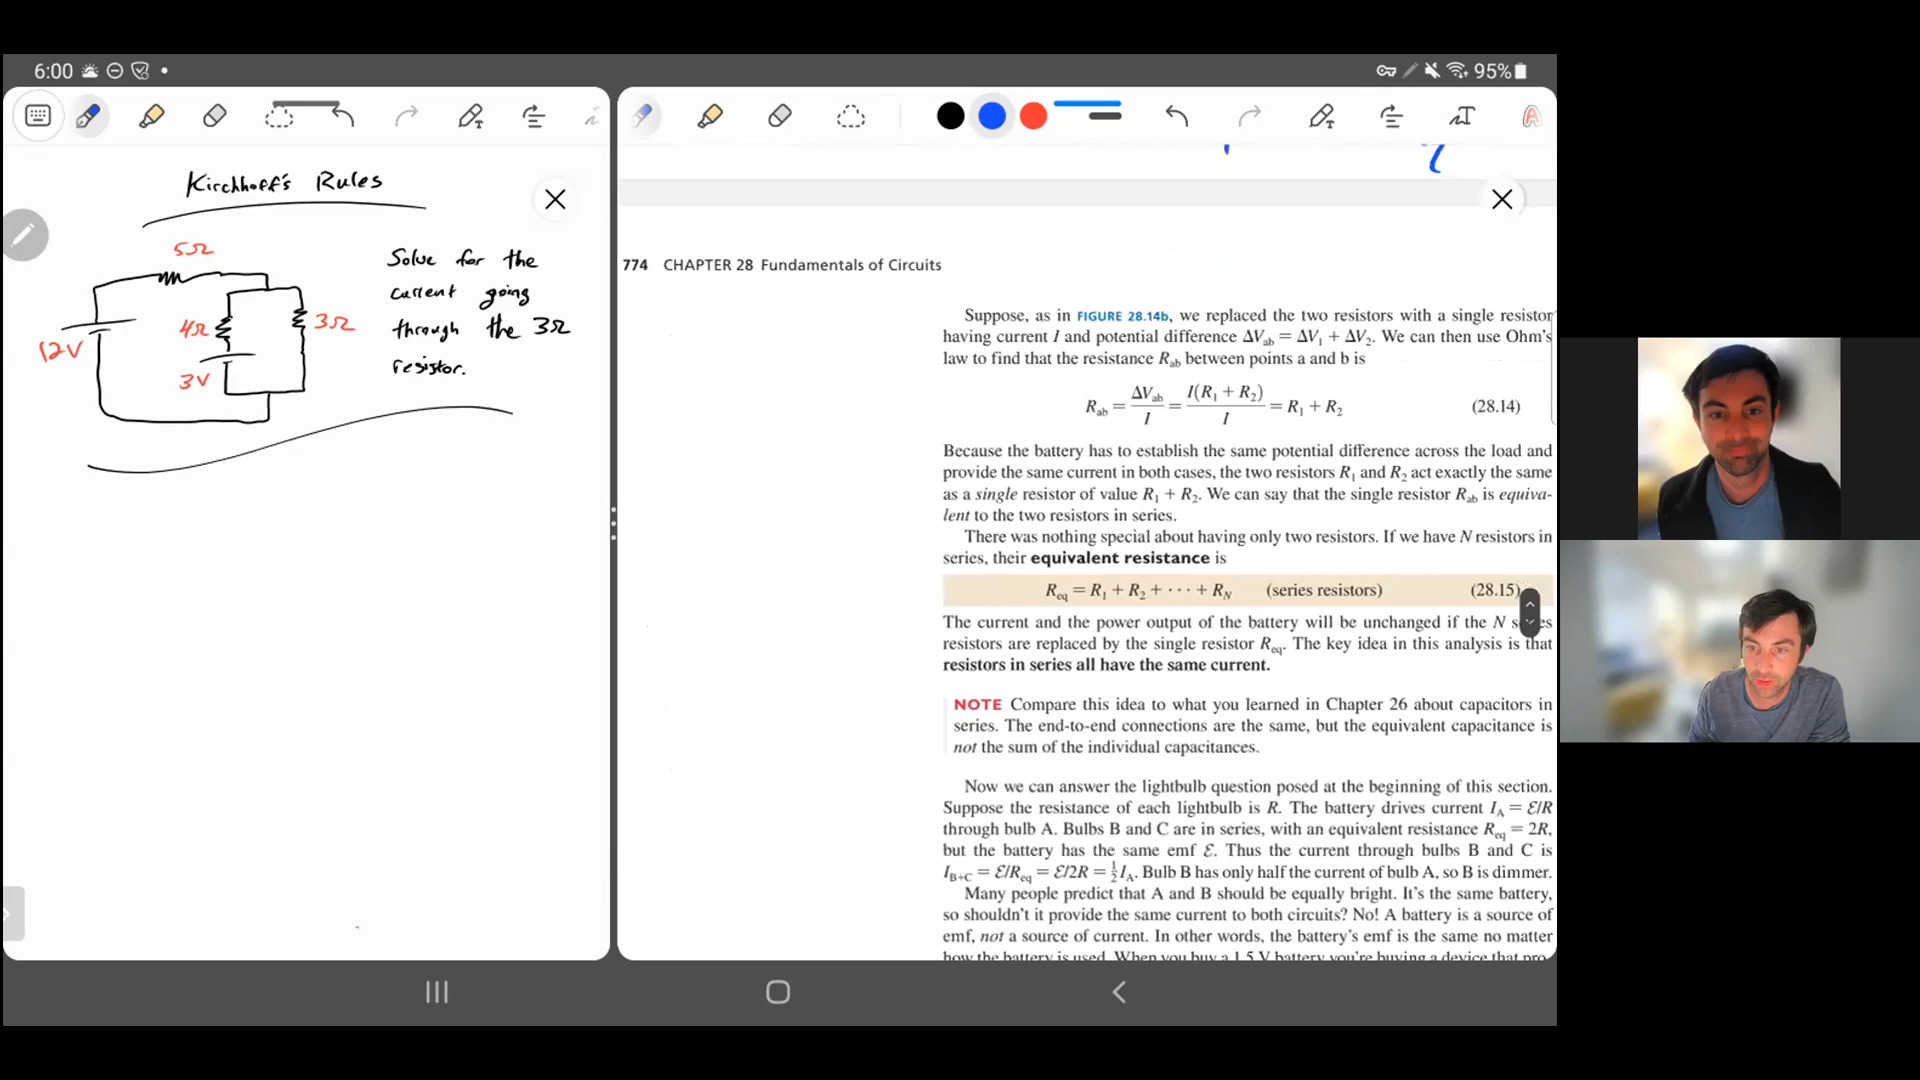 6:00
95%
Kirchhoff's Rules
5Ω
Solve for the
current going
through the 3Ω
resistor.
4Ω
3Ω
12V
3V
774 CHAPTER 28 Fundamentals of Circuits
Suppose, as in FIGURE 28.14b, we replaced the two resistors with a single resistor
having current I and potential difference ΔVab = ΔV1 + ΔV2. We can then use Ohm's
law to find that the resistance Rab between points a and b is
Rab = ΔVab / I = I(R1 + R2) / I = R1 + R2 (28.14)
Because the battery has to establish the same potential difference across the load and
provide the same current in both cases, the two resistors R1 and R2 act exactly the same
as a single resistor of value R1 + R2. We can say that the single resistor Rab is equiva-
lent to the two resistors in series.
There was nothing special about having only two resistors. If we have N resistors in
series, their equivalent resistance is
Req = R1 + R2 + · · · + RN (series resistors) (28.15)
The current and the power output of the battery will be unchanged if the N
resistors are replaced by the single resistor Req. The key idea in this analysis is that
resistors in series all have the same current.
NOTE Compare this idea to what you learned in Chapter 26 about capacitors in
series. The end-to-end connections are the same, but the equivalent capacitance is
not the sum of the individual capacitances.
Now we can answer the lightbulb question posed at the beginning of this section.
Suppose the resistance of each lightbulb is R. The battery drives current IA = ℰ/R
through bulb A. Bulbs B and C are in series, with an equivalent resistance Req = 2R,
but the battery has the same emf ℰ. Thus the current through bulbs B and C is
IB+C = ℰ/Req = ℰ/2R = ½IA. Bulb B has only half the current of bulb A, so B is dimmer.
Many people predict that A and B should be equally bright. It's the same battery,
so shouldn't it provide the same current to both circuits? No! A battery is a source of
emf, not a source of current. In other words, the battery's emf is the same no matter
how the battery is used. When you buy a 1.5 V battery you're buying a device that pro-